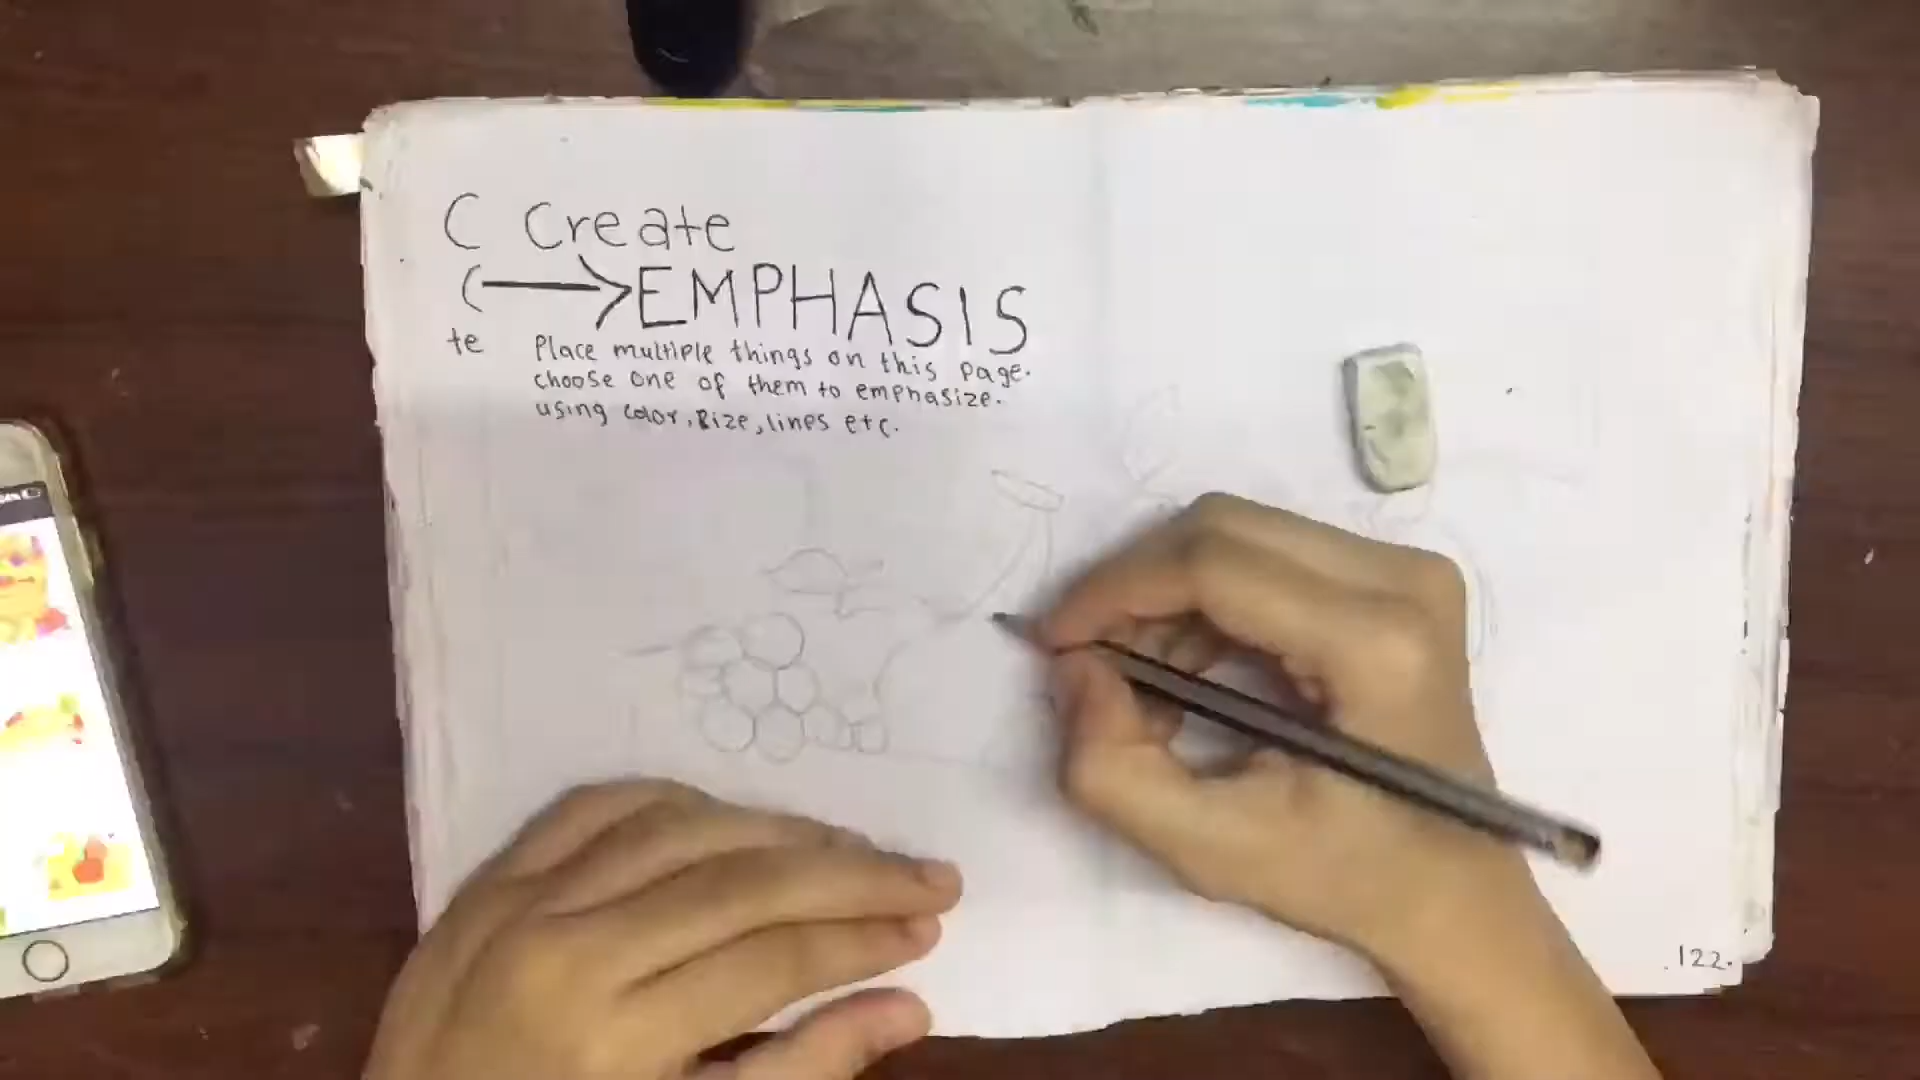 C Create
( → EMPHASIS
te Place multiple things on this page.
choose one of them to emphasize.
using color, Size, lines etc.
.122.